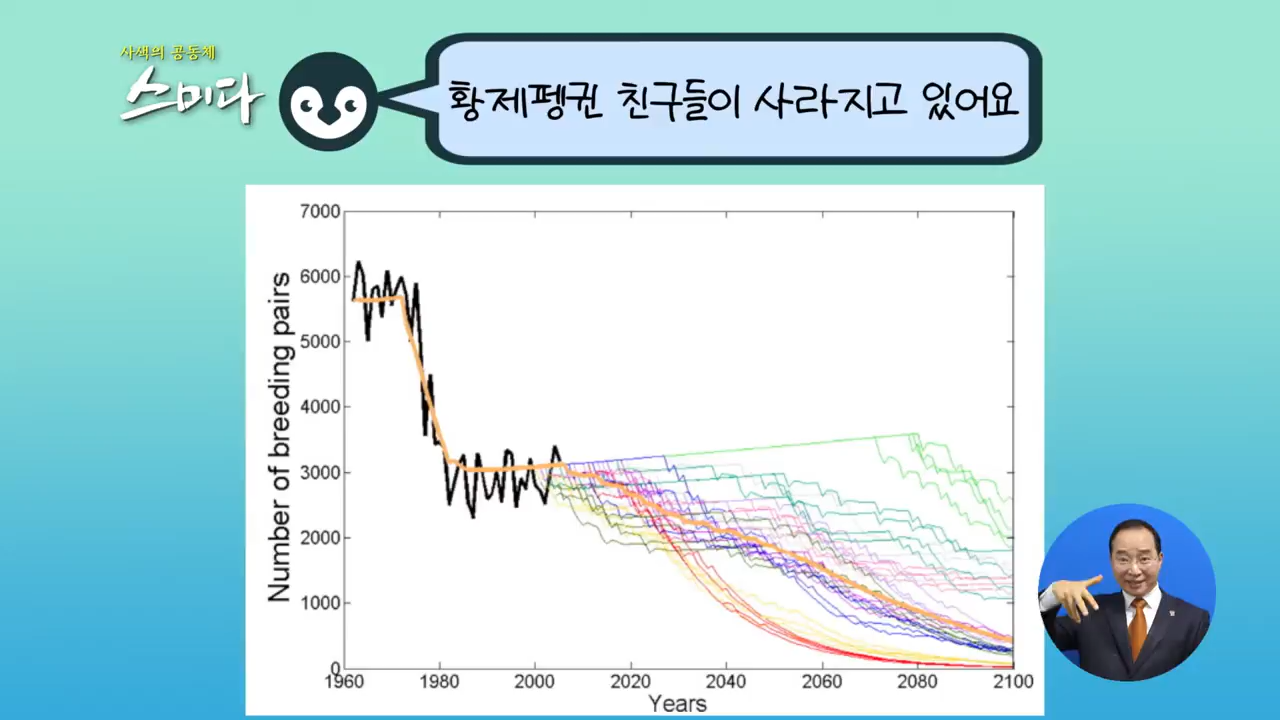 사색의 공동체
스미다
황제펭귄 친구들이 사라지고 있어요
7000
6000
5000
4000
3000
2000
1000
0
Number of breeding pairs
1960 1980 2000 2020 2040 2060 2080 2100
Years